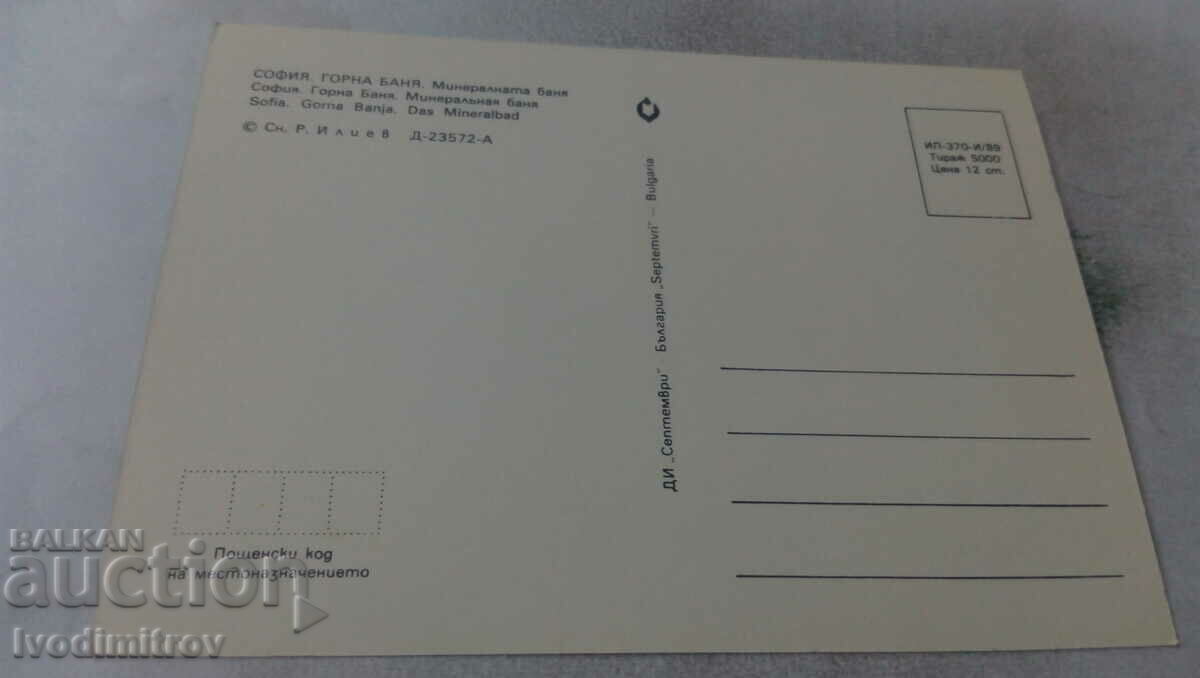 СОФИЯ. ГОРНА БАНЯ. Минералната баня
София. Горна Баня. Минеральная баня
Sofia. Gorna Banja. Das Mineralbad
© Сн. Р. Илиев Д-23572-А
ДИ „Септември" България „Septemvri" — Bulgaria
ИП-370-И/89
Тираж 5000
Цена 12 ст.
Пощенски код
на местоназначението
BALKAN
auction
Ivodimitrov